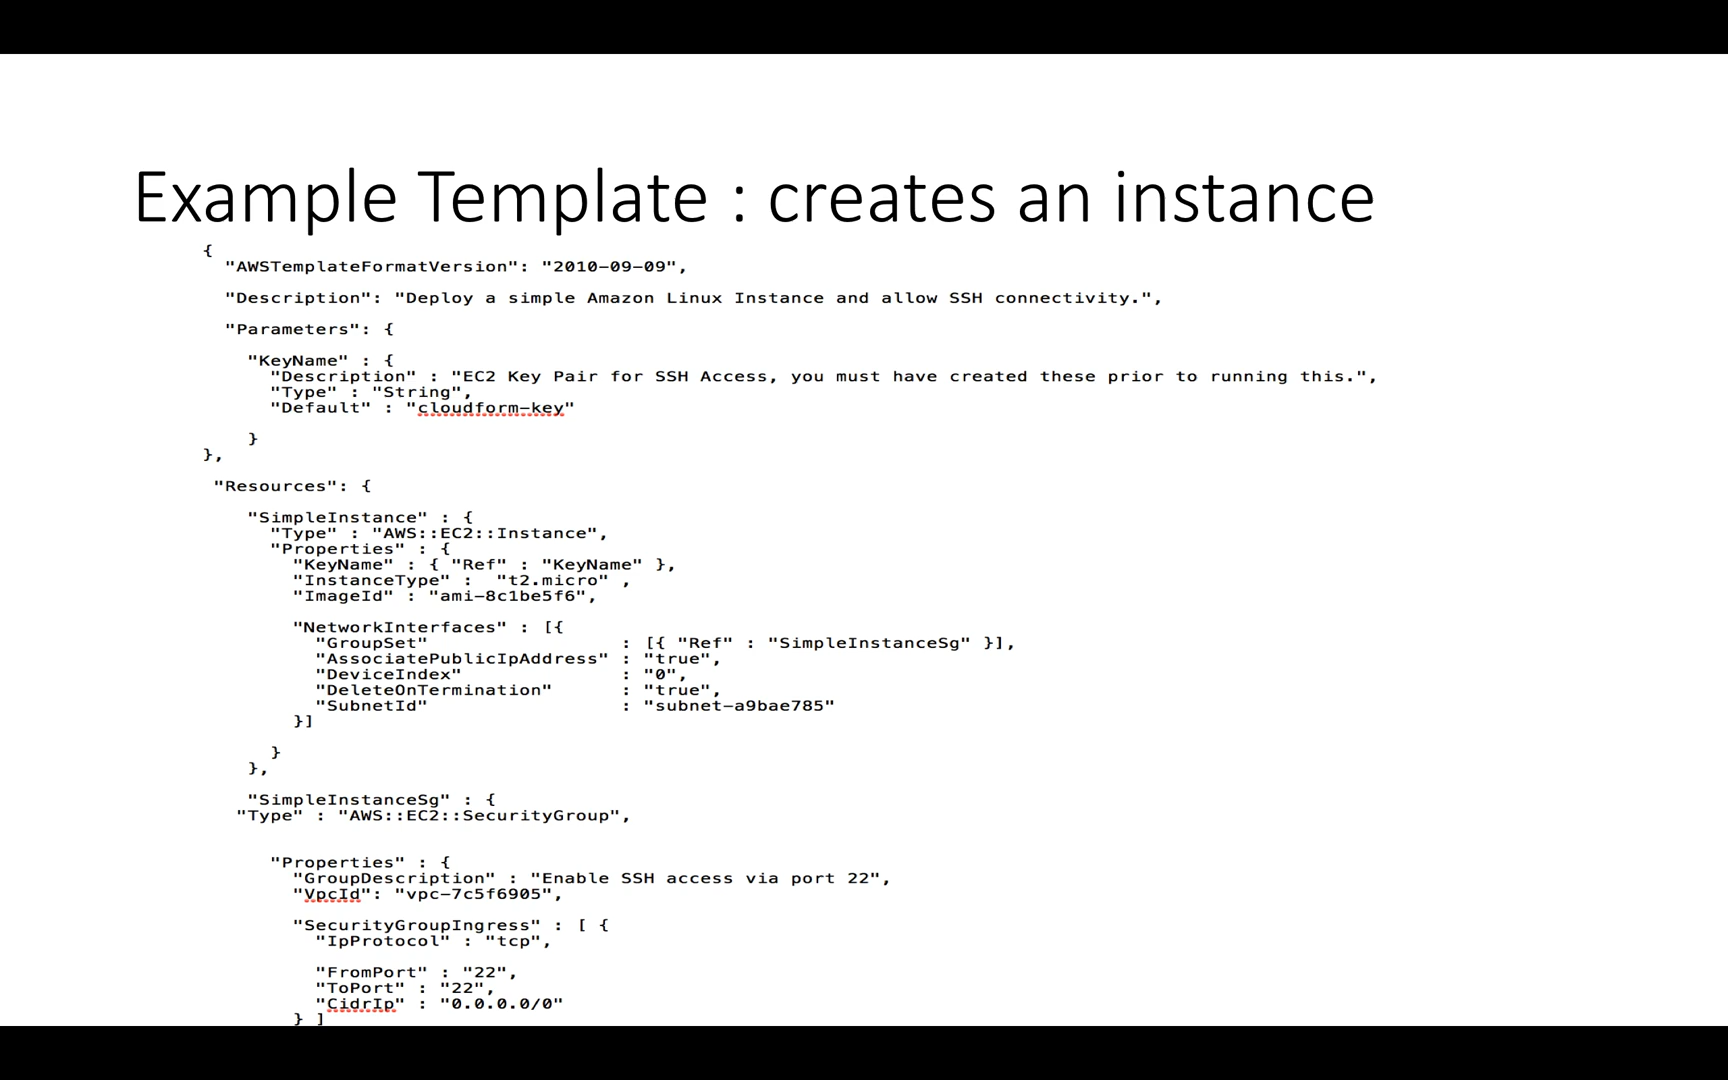 Example Template : creates an instance
{
"AWSTemplateFormatVersion": "2010-09-09",
"Description": "Deploy a simple Amazon Linux Instance and allow SSH connectivity.",
"Parameters": {
"KeyName" : {
"Description" : "EC2 Key Pair for SSH Access, you must have created these prior to running this.",
"Type" : "String",
"Default" : "cloudform-key"
}
},
"Resources": {
"SimpleInstance" : {
"Type" : "AWS::EC2::Instance",
"Properties" : {
"KeyName" : { "Ref" : "KeyName" },
"InstanceType" :  "t2.micro" ,
"ImageId" : "ami-8c1be5f6",
"NetworkInterfaces" : [{
"GroupSet" : [{ "Ref" : "SimpleInstanceSg" }],
"AssociatePublicIpAddress" : "true",
"DeviceIndex" : "0",
"DeleteOnTermination" : "true",
"SubnetId" : "subnet-a9bae785"
}]
}
},
"SimpleInstanceSg" : {
"Type" : "AWS::EC2::SecurityGroup",
"Properties" : {
"GroupDescription" : "Enable SSH access via port 22",
"VpcId": "vpc-7c5f6905",
"SecurityGroupIngress" : [ {
"IpProtocol" : "tcp",
"FromPort" : "22",
"ToPort" : "22",
"CidrIp" : "0.0.0.0/0"
} ]